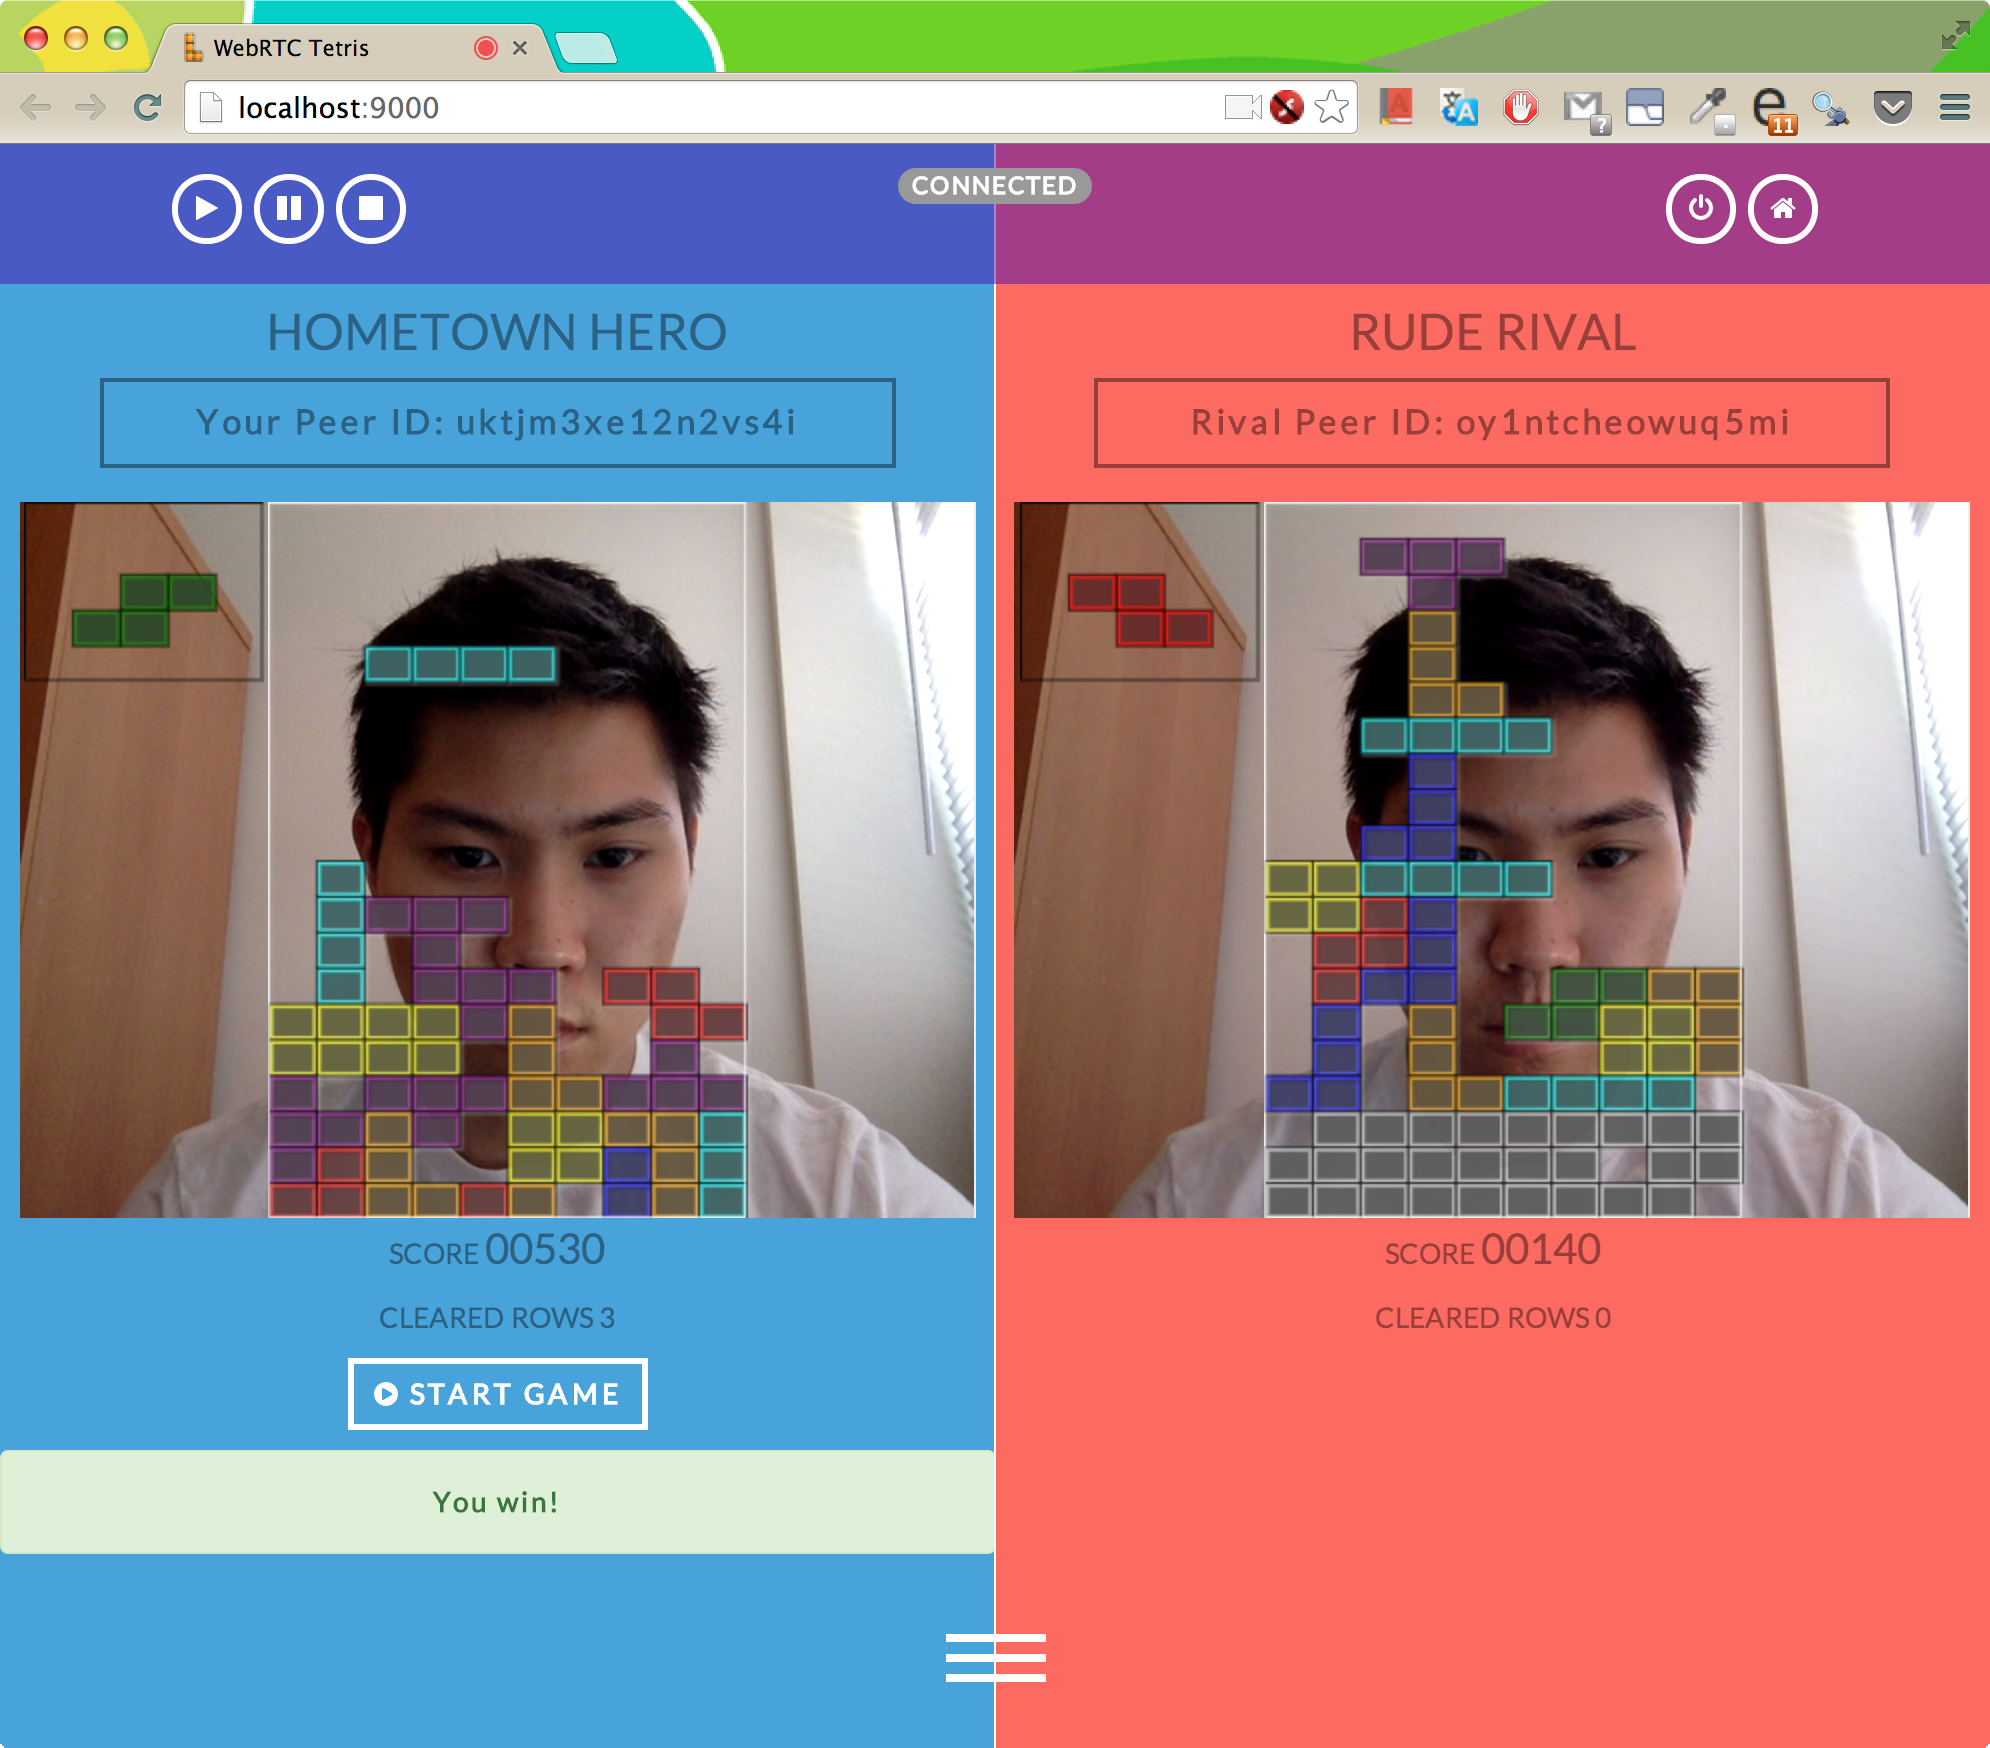 WebRTC Tetris
localhost:9000
?
11
CONNECTED
HOMETOWN HERO
Your Peer ID: uktjm3xe12n2vs4i
SCORE 00530
CLEARED ROWS 3
START GAME
You win!
RUDE RIVAL
Rival Peer ID: oy1ntcheowuq5mi
SCORE 00140
CLEARED ROWS 0